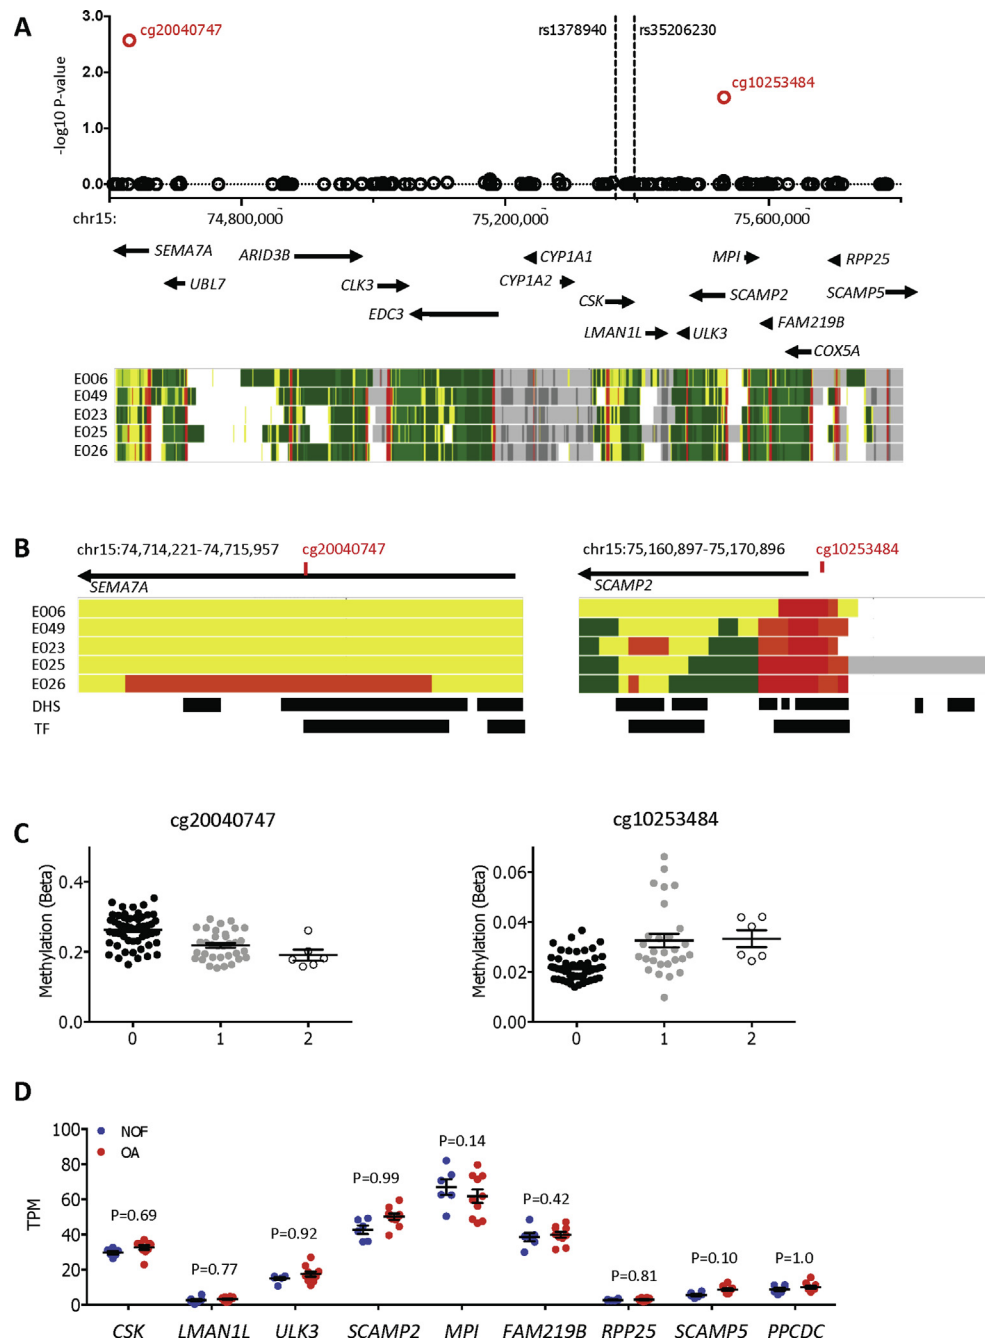 A
3.0
cg20040747
rs1378940
rs35206230
2.0
cg10253484
-log10 P-value
1.0
0.0
chr15:
74,800,000
75,200,000
75,600,000
SEMA7A
ARID3B
CYP1A1
MPI
RPP25
UBL7
CLK3
CYP1A2
SCAMP2
SCAMP5
EDC3
CSK
FAM219B
LMAN1L
ULK3
COX5A
E006
E049
E023
E025
E026
B
chr15:74,714,221-74,715,957
cg20040747
SEMA7A
chr15:75,160,897-75,170,896
cg10253484
SCAMP2
E006
E049
E023
E025
E026
DHS
TF
C
cg20040747
Methylation (Beta)
0.4
0.2
0.0
0 1 2
cg10253484
Methylation (Beta)
0.06
0.04
0.02
0.00
0 1 2
D
TPM
100
80
60
40
20
0
NOF
OA
P=0.69
P=0.77
P=0.92
P=0.99
P=0.14
P=0.42
P=0.81
P=0.10
P=1.0
CSK LMAN1L ULK3 SCAMP2 MPI FAM219B RPP25 SCAMP5 PPCDC